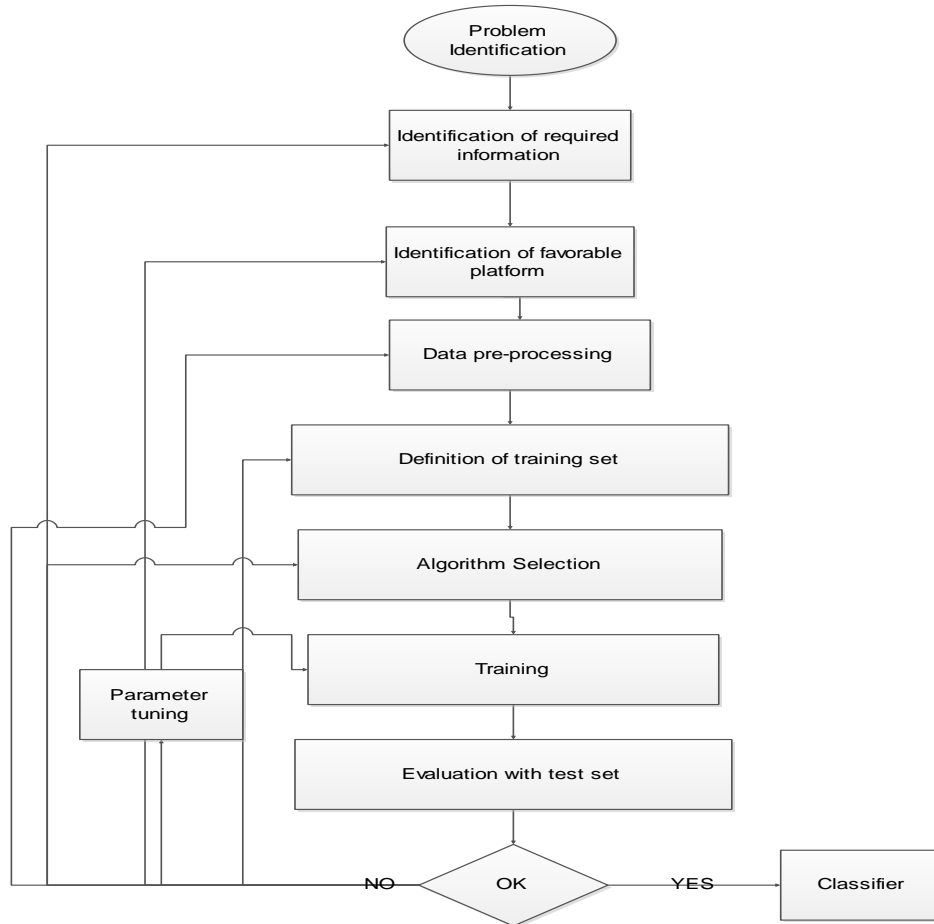 Problem
Identification
Identification of required
information
Identification of favorable
platform
Data pre-processing
Definition of training set
Algorithm Selection
Training
Parameter
tuning
Evaluation with test set
NO
OK
YES
Classifier